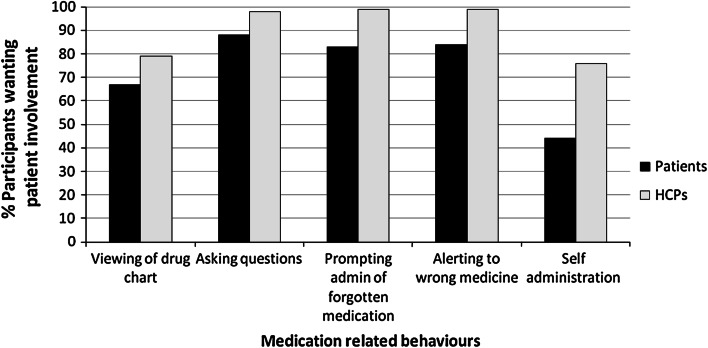 % Participants wanting
patient involvement
100
90
80
70
60
50
40
30
20
10
0
Viewing of drug
chart
Asking questions
Prompting
admin of
forgotten
medication
Alerting to
wrong medicine
Self
administration
Medication related behaviours
Patients
HCPs